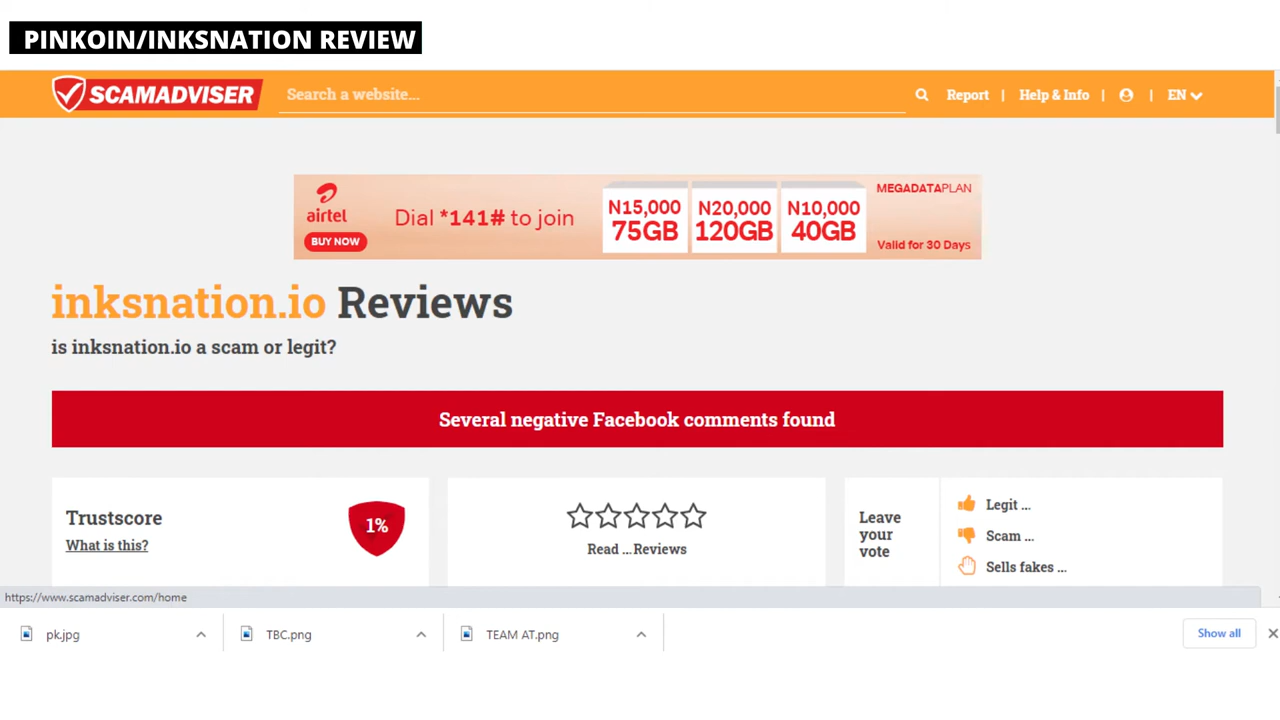 PINKOIN/INKSNATION REVIEW
SCAMADVISER Search a website... Report | Help & Info | | EN
airtel
BUY NOW
Dial *141# to join
N15,000
75GB
N20,000
120GB
N10,000
40GB
MEGADATAPLAN
Valid for 30 Days
inksnation.io Reviews
is inksnation.io a scam or legit?
Several negative Facebook comments found
Trustscore
What is this?
1%
Read ... Reviews
Leave
your
vote
Legit ...
Scam ...
Sells fakes ...
https://www.scamadviser.com/home
pk.jpg TBC.png TEAM AT.png Show all